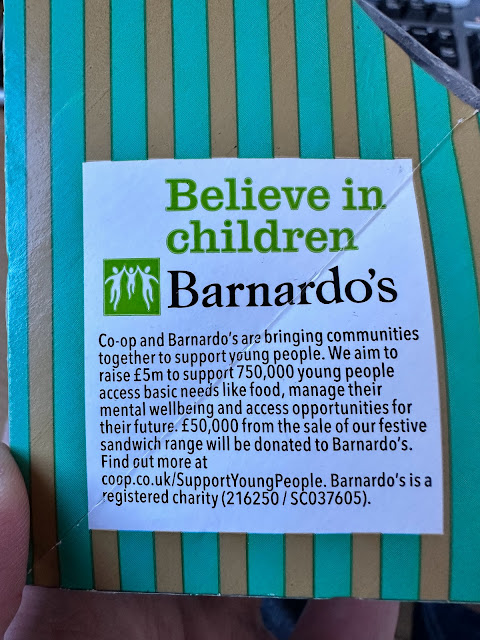 Believe in
children
Barnardo's
Co-op and Barnardo's are bringing communities
together to support young people. We aim to
raise £5m to support 750,000 young people
access basic needs like food, manage their
mental wellbeing and access opportunities for
their future. £50,000 from the sale of our festive
sandwich range will be donated to Barnardo's.
Find out more at
coop.co.uk/SupportYoungPeople. Barnardo's is a
registered charity (216250 / SC037605).